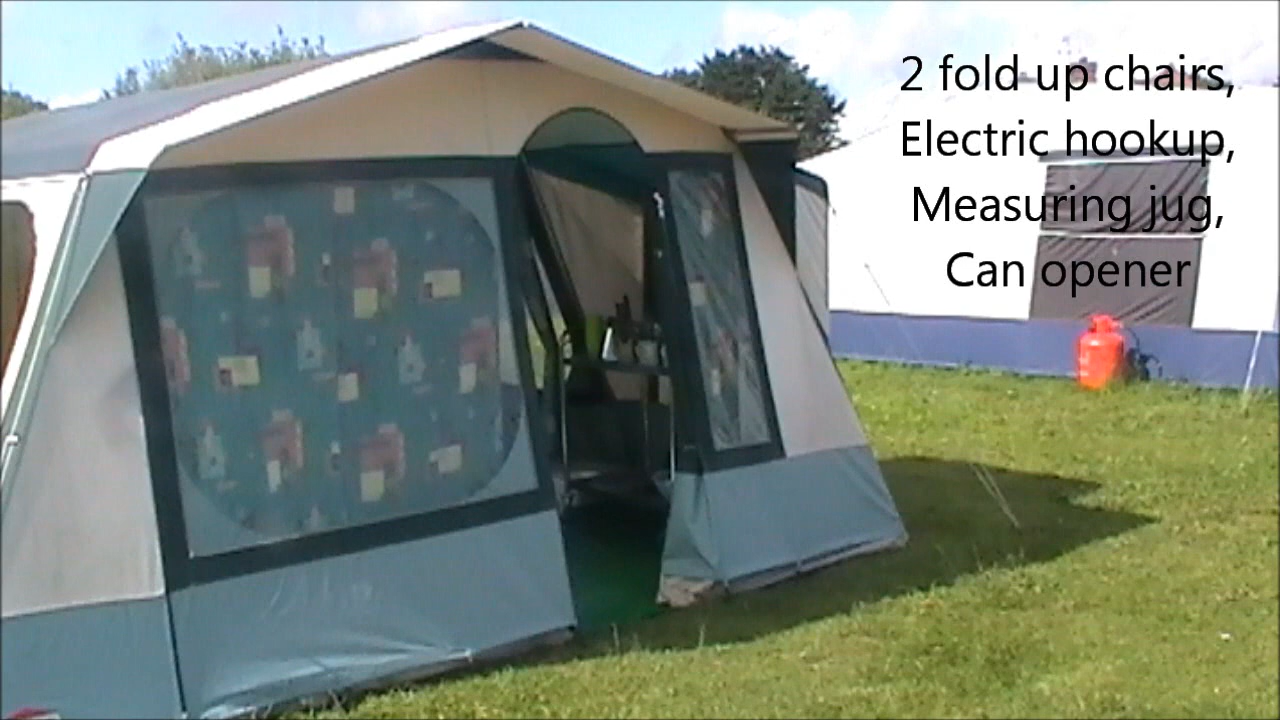 2 fold up chairs,
Electric hookup,
Measuring jug,
Can opener